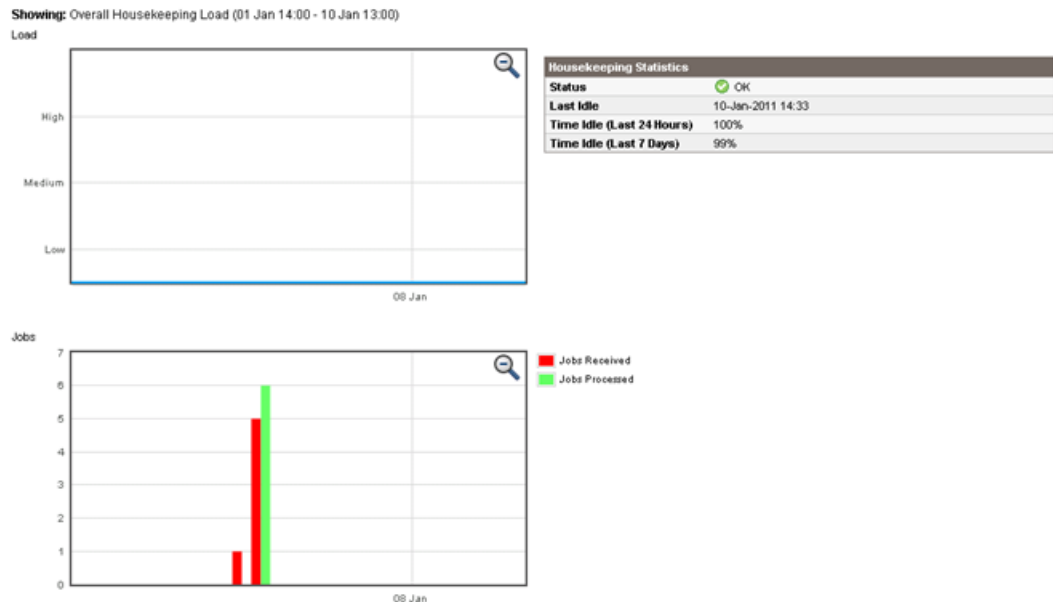 Showing: Overall Housekeeping Load (01 Jan 14:00 - 10 Jan 13:00)
Load
High
Medium
Low
08 Jan
Housekeeping Statistics
Status OK
Last Idle 10-Jan-2011 14:33
Time Idle (Last 24 Hours) 100%
Time Idle (Last 7 Days) 99%
Jobs
7
6
5
4
3
2
1
0
08 Jan
Jobs Received
Jobs Processed